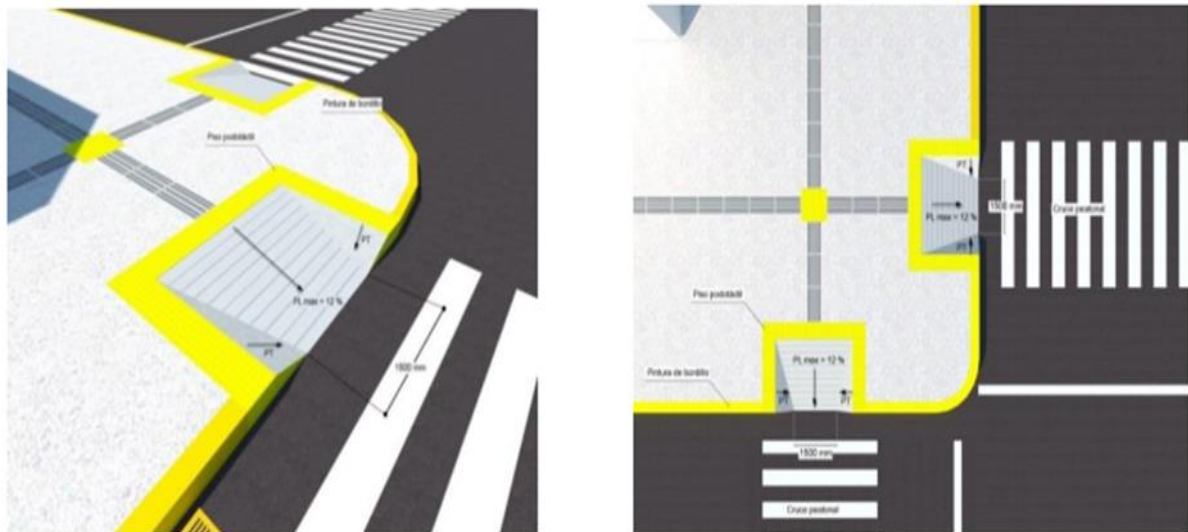 Pintura de bordillo
Piso podotáctil
PT
PL max = 12 %
PT
1500 mm
PT
1500 mm
Cruce peatonal
PL max = 12 %
PT
Piso podotáctil
PL max = 12 %
Pintura de bordillo
PT
PT
1500 mm
Cruce peatonal